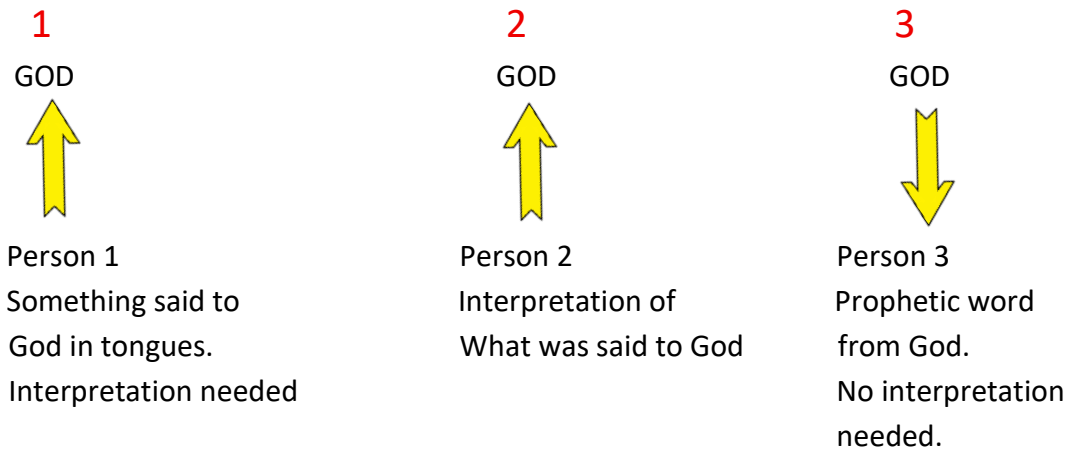 1
GOD
Person 1
Something said to
God in tongues.
Interpretation needed
2
GOD
Person 2
Interpretation of
What was said to God
3
GOD
Person 3
Prophetic word
from God.
No interpretation
needed.